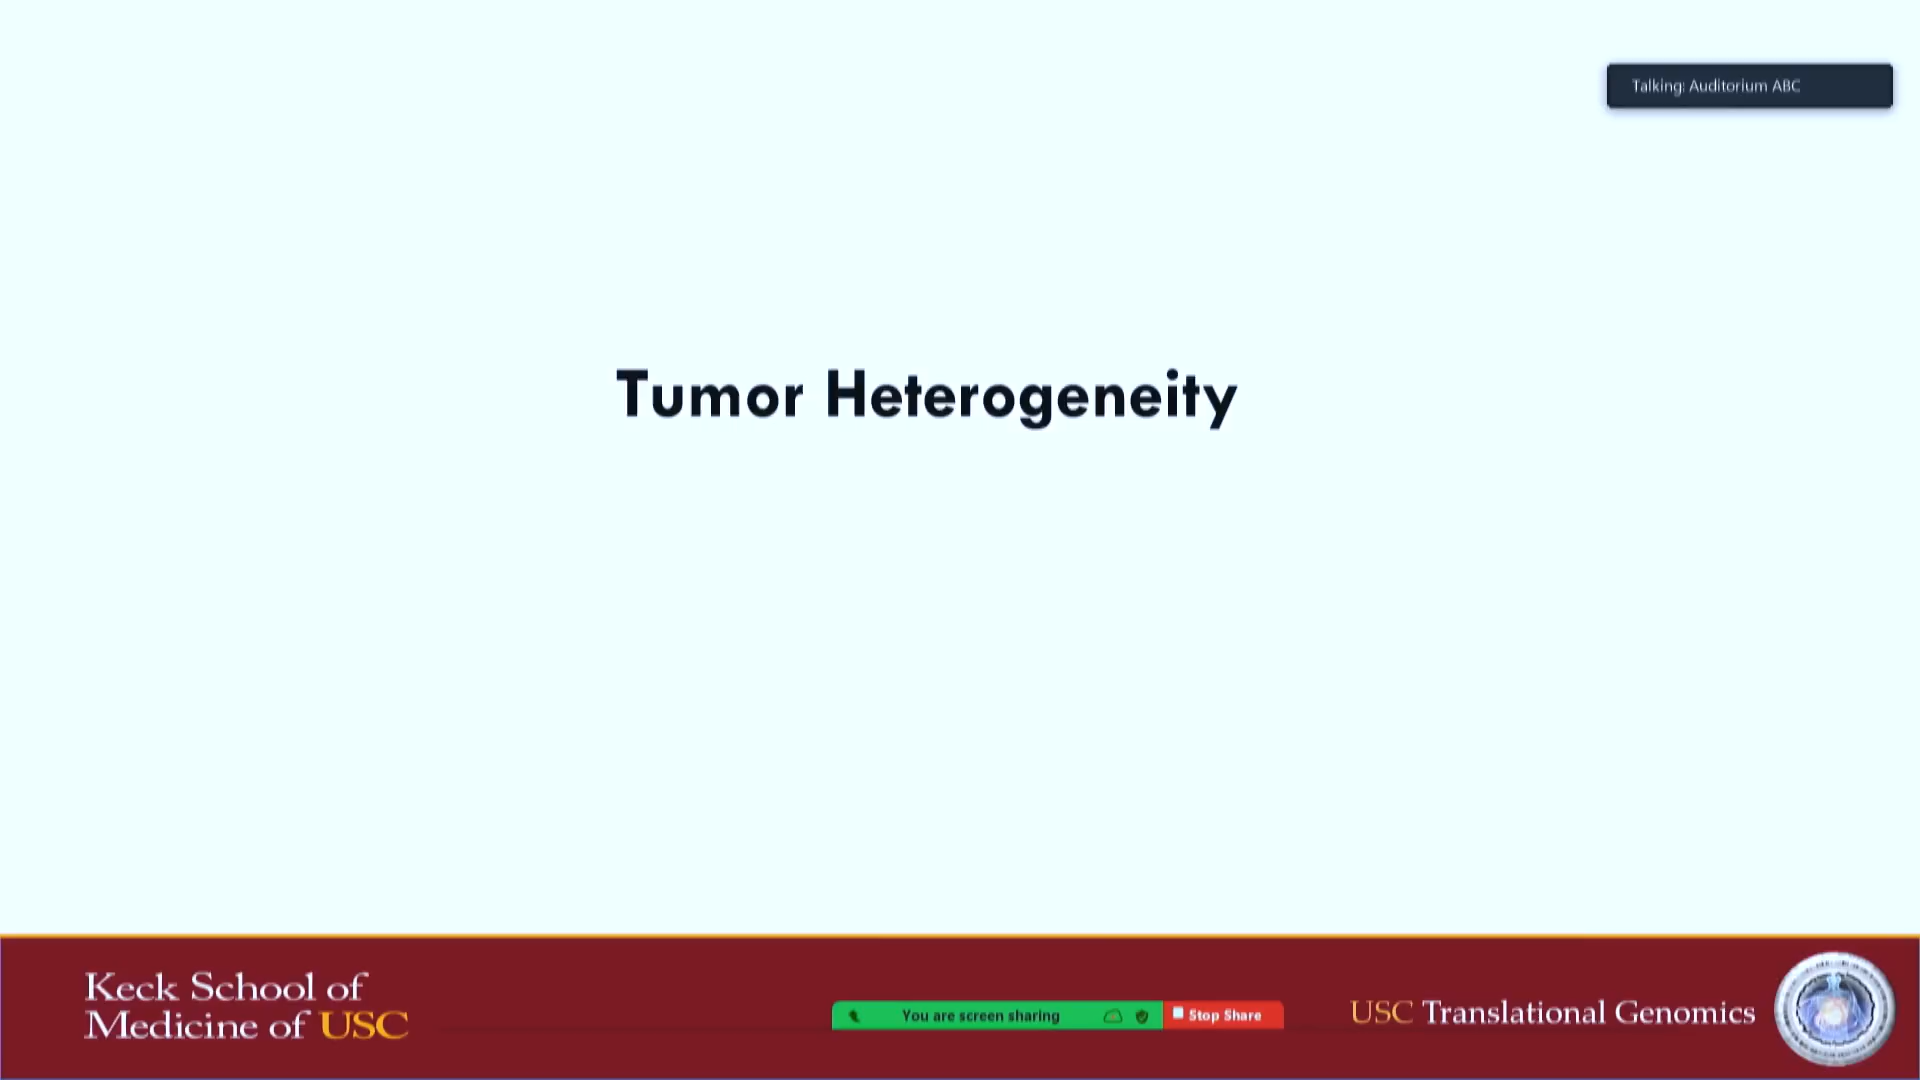 Talking: Auditorium ABC
Tumor Heterogeneity
Keck School of
Medicine of USC
You are screen sharing
Stop Share
USC Translational Genomics